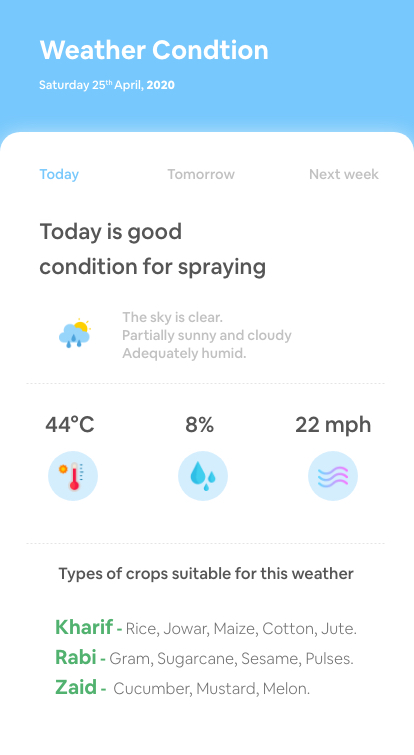 Weather Condtion
Saturday 25th April, 2020
Today Tomorrow Next week
Today is good
condition for spraying
The sky is clear.
Partially sunny and cloudy
Adequately humid.
44°C 8% 22 mph
Types of crops suitable for this weather
Kharif - Rice, Jowar, Maize, Cotton, Jute.
Rabi - Gram, Sugarcane, Sesame, Pulses.
Zaid - Cucumber, Mustard, Melon.